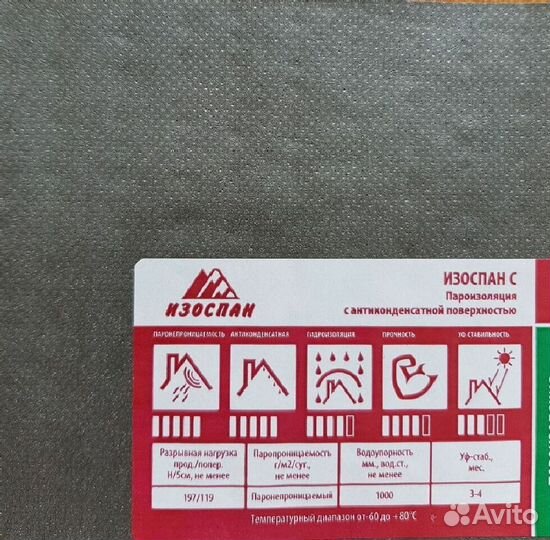 ИЗОСПАН
ИЗОСПАН С
Пароизоляция
с антиконденсатной поверхностью
ПАРОНЕПРОНИЦАЕМОСТЬ
АНТИКОНДЕНСАТНАЯ
ГИДРОИЗОЛЯЦИЯ
ПРОЧНОСТЬ
УФ-СТАБИЛЬНОСТЬ
Разрывная нагрузка
прод./попер.
Н/5см, не менее
Паропроницаемость
г/м2/сут.,
не менее
Водоупорность
мм., вод.ст.,
не менее
Уф-стаб.,
мес.
197/119
Паронепроницаемый
1000
3-4
Температурный диапазон от-60 до +80°С
Avito